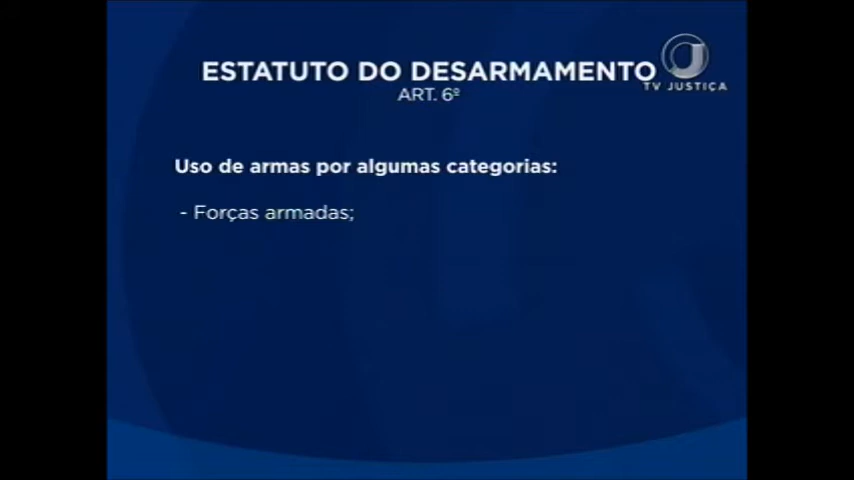 ESTATUTO DO DESARMAMENTO
ART. 6º
TV JUSTIÇA
Uso de armas por algumas categorias:
- Forças armadas;